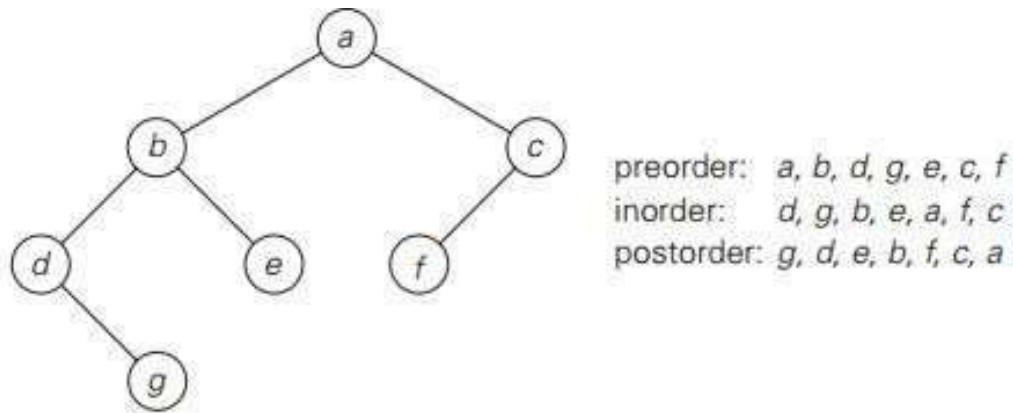 a
b
c
d
e
f
g
preorder: a, b, d, g, e, c, f
inorder: d, g, b, e, a, f, c
postorder: g, d, e, b, f, c, a